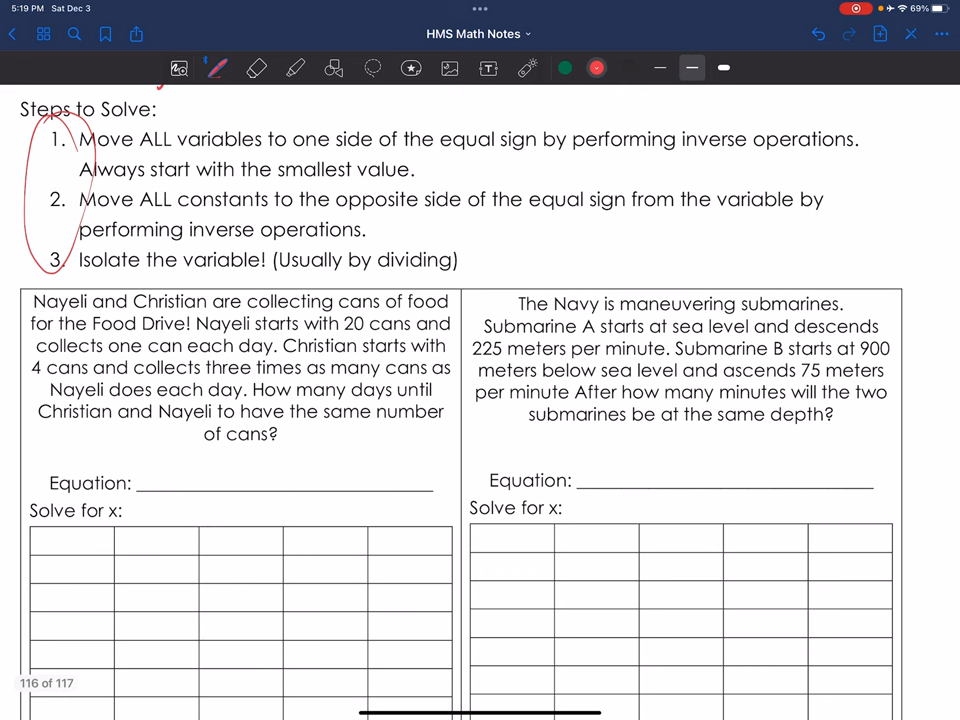 5:19 PM Sat Dec 3
69%
HMS Math Notes
T
Steps to Solve:
1. Move ALL variables to one side of the equal sign by performing inverse operations.
Always start with the smallest value.
2. Move ALL constants to the opposite side of the equal sign from the variable by
performing inverse operations.
3. Isolate the variable! (Usually by dividing)
Nayeli and Christian are collecting cans of food
for the Food Drive! Nayeli starts with 20 cans and
collects one can each day. Christian starts with
4 cans and collects three times as many cans as
Nayeli does each day. How many days until
Christian and Nayeli to have the same number
of cans?
Equation: ______________________________
Solve for x:
The Navy is maneuvering submarines.
Submarine A starts at sea level and descends
225 meters per minute. Submarine B starts at 900
meters below sea level and ascends 75 meters
per minute After how many minutes will the two
submarines be at the same depth?
Equation: ______________________________
Solve for x:
116 of 117